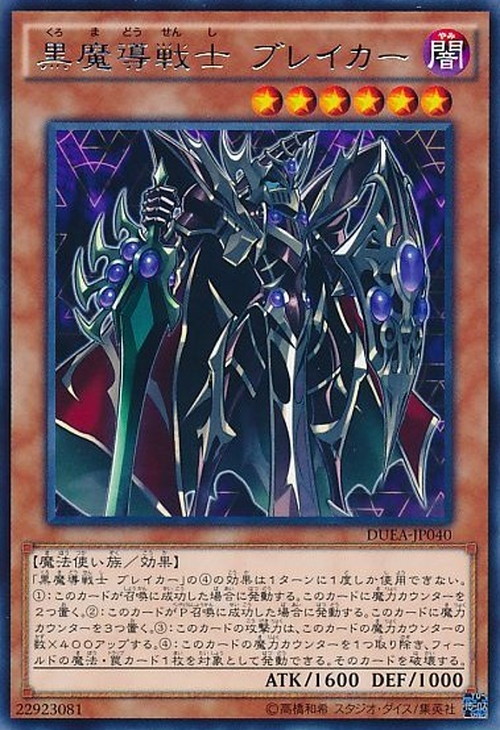 黒魔導戦士 ブレイカー
闇
DUEA-JP040
【魔法使い族／効果】
「黒魔導戦士 ブレイカー」の④の効果は1ターンに1度しか使用できない。
①：このカードが召喚に成功した場合に発動する。このカードに魔力カウンター
を2つ置く。②：このカードがP召喚に成功した場合に発動する。このカードに魔力
カウンターを3つ置く。③：このカードの攻撃力は、このカードの魔力カウンターの
数×400アップする。④：このカードの魔力カウンターを1つ取り除き、フィ
ールドの魔法・罠カード1枚を対象として発動できる。そのカードを破壊する。
ATK/1600 DEF/1000
22923081
©高橋和希 スタジオ・ダイス/集英社